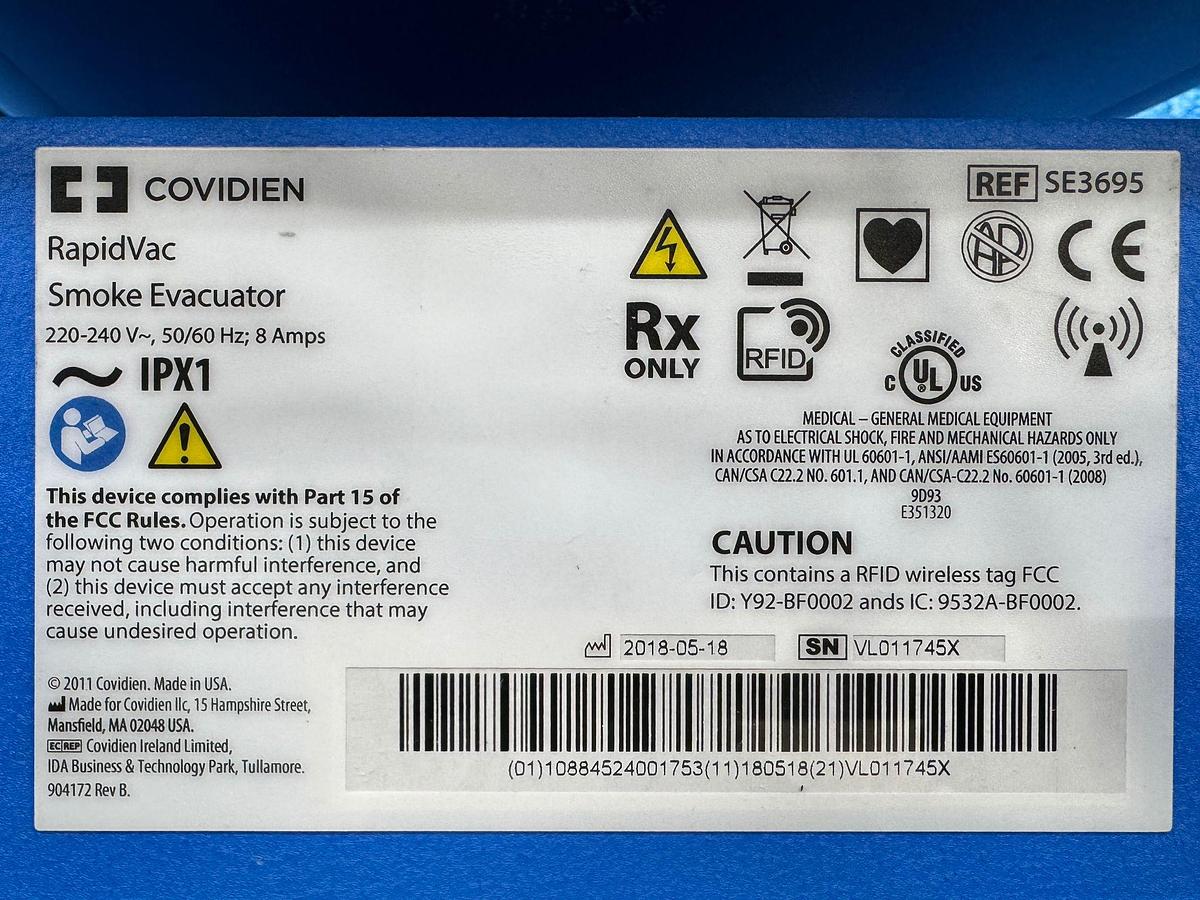 COVIDIEN
REF SE3695
RapidVac
Smoke Evacuator
220-240 V~, 50/60 Hz; 8 Amps
IPX1
AP
CE
Rx
ONLY
RFID
CLASSIFIED
C UL ® US
MEDICAL – GENERAL MEDICAL EQUIPMENT
AS TO ELECTRICAL SHOCK, FIRE AND MECHANICAL HAZARDS ONLY
IN ACCORDANCE WITH UL 60601-1, ANSI/AAMI ES60601-1 (2005, 3rd ed.),
CAN/CSA C22.2 NO. 601.1, AND CAN/CSA-C22.2 No. 60601-1 (2008)
9D93
E351320
This device complies with Part 15 of
the FCC Rules. Operation is subject to the
following two conditions: (1) this device
may not cause harmful interference, and
(2) this device must accept any interference
received, including interference that may
cause undesired operation.
CAUTION
This contains a RFID wireless tag FCC
ID: Y92-BF0002 ands IC: 9532A-BF0002.
2018-05-18
SN VL011745X
© 2011 Covidien. Made in USA.
Made for Covidien llc, 15 Hampshire Street,
Mansfield, MA 02048 USA.
EC REP Covidien Ireland Limited,
IDA Business & Technology Park, Tullamore.
904172 Rev B.
(01)10884524001753(11)180518(21)VL011745X